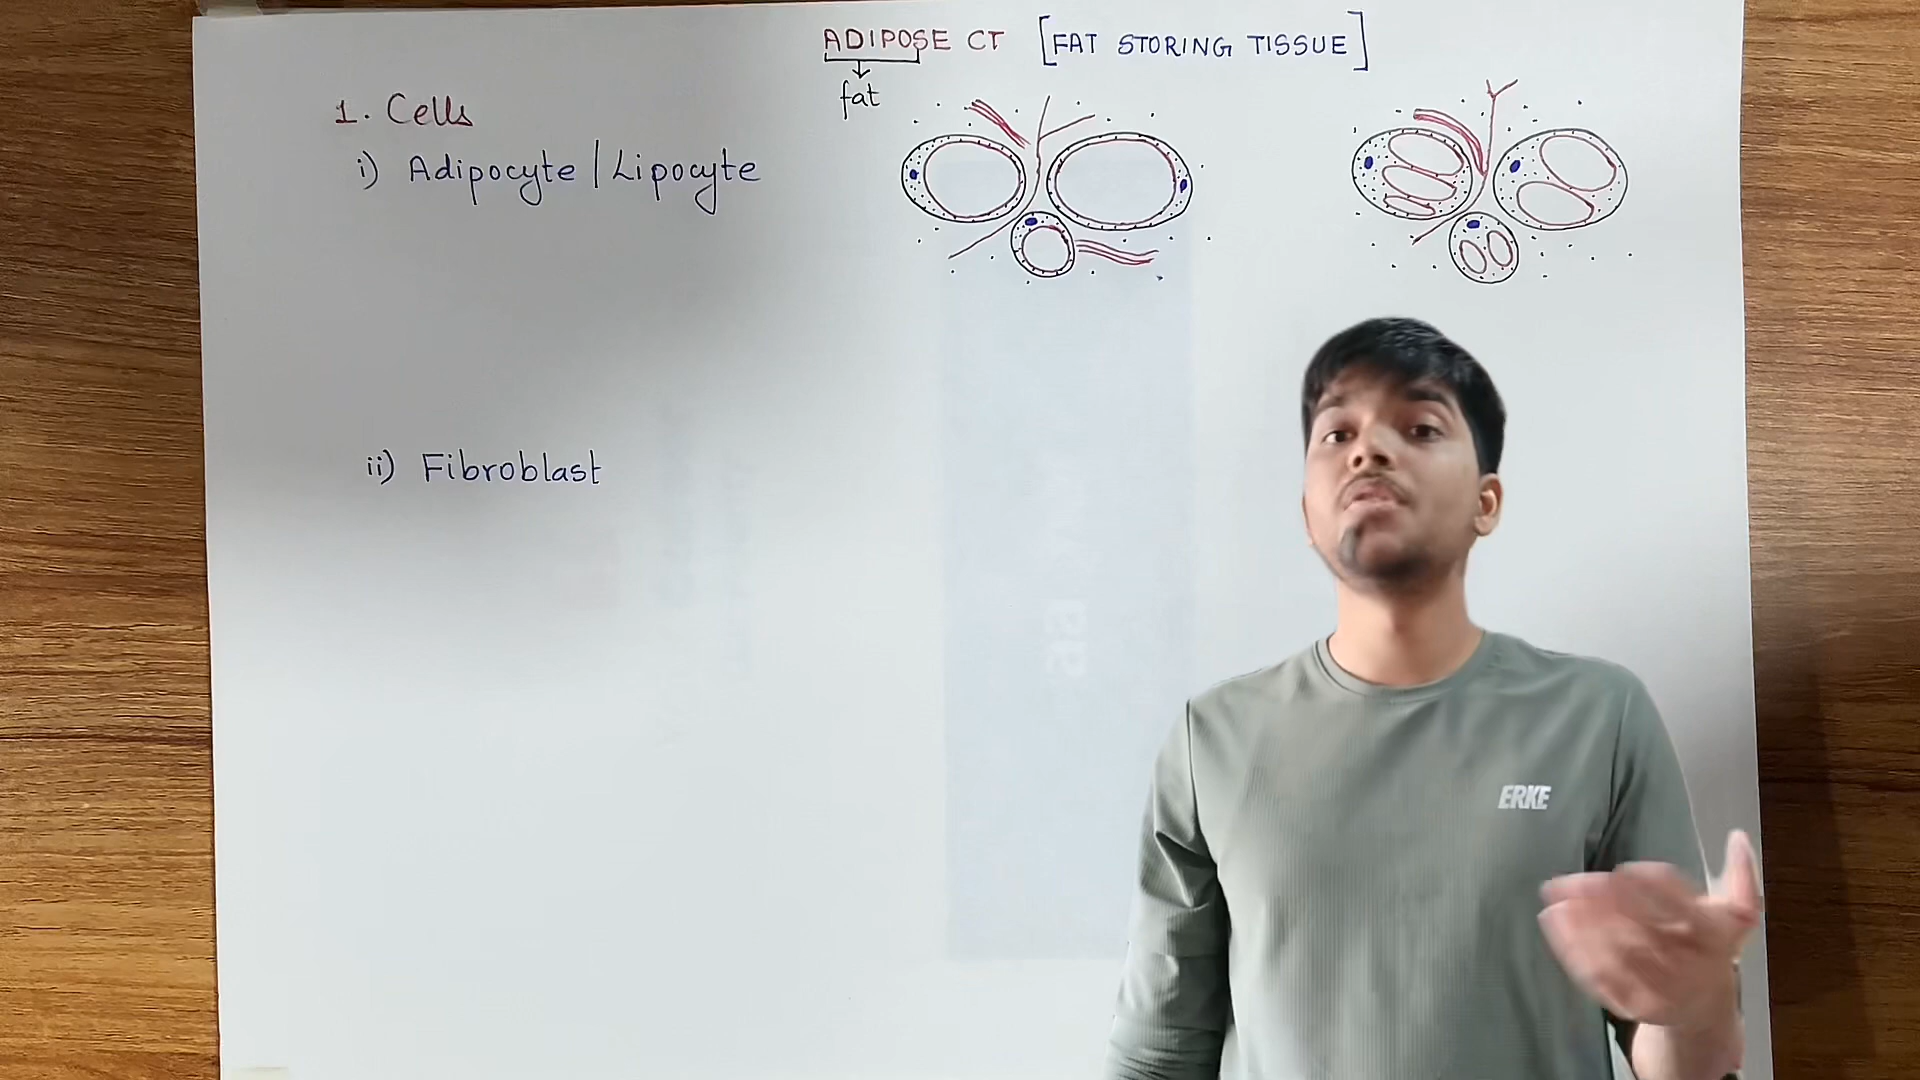 ADIPOSE CT [FAT STORING TISSUE]
fat
1. Cells
i) Adipocyte | Lipocyte
ii) Fibroblast
ERKE